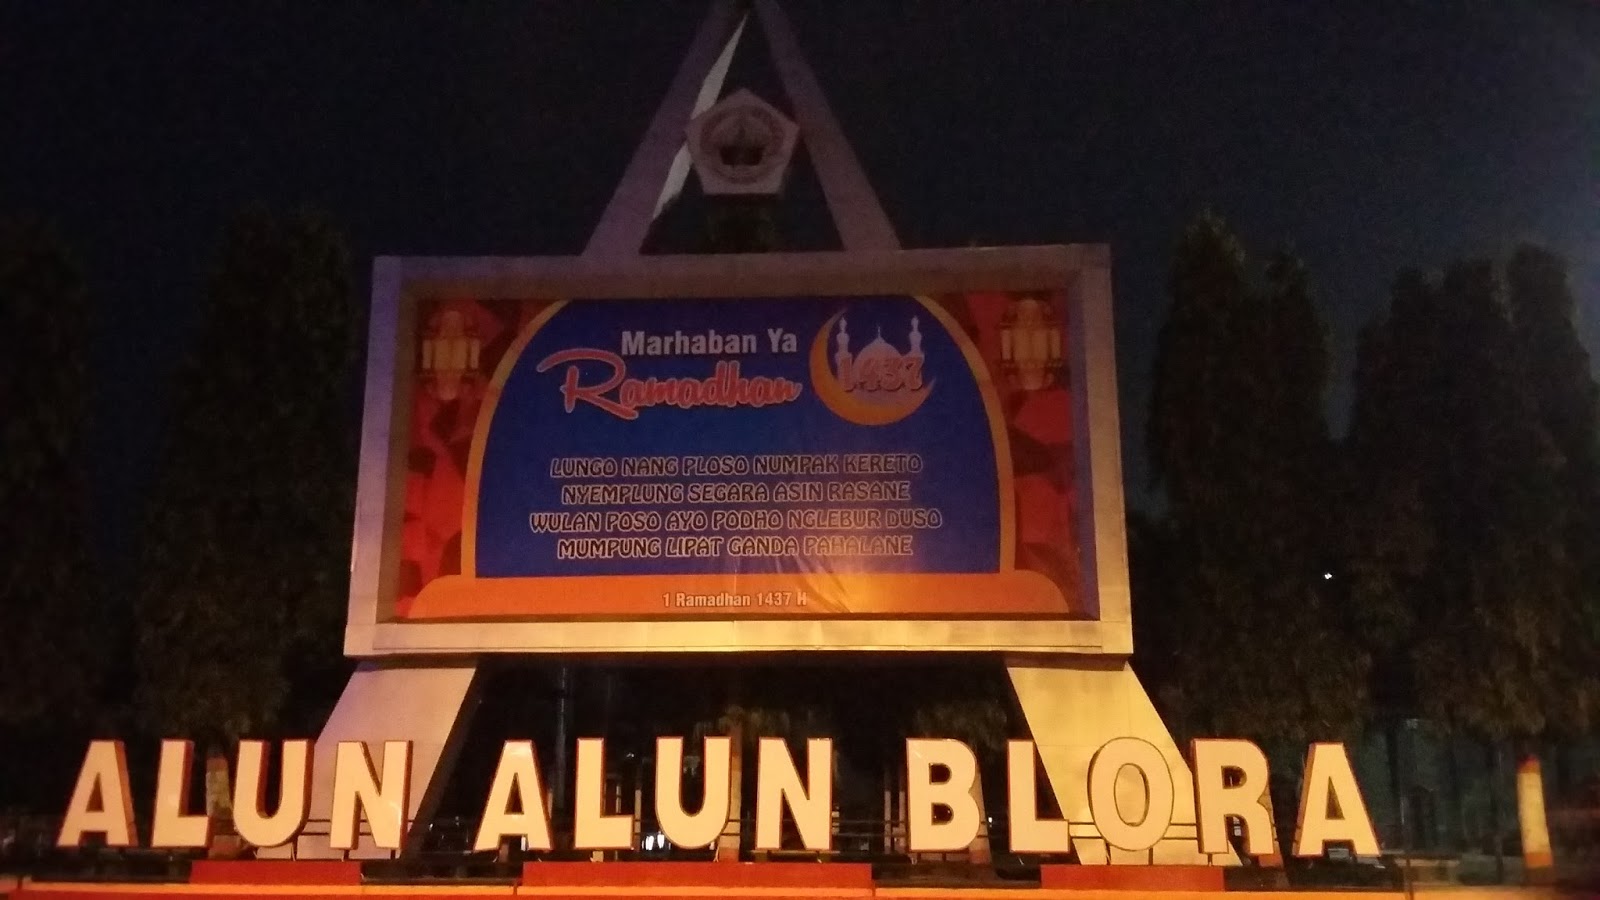 Marhaban Ya
Ramadhan
1437
LUNGO NANG PLOSO NUMPAK KERETO
NYEMPLUNG SEGARA ASIN RASANE
WULAN POSO AYO PODHO NGLEBUR DUSO
MUMPUNG LIPAT GANDA PAHALANE
1 Ramadhan 1437 H
ALUN ALUN BLORA